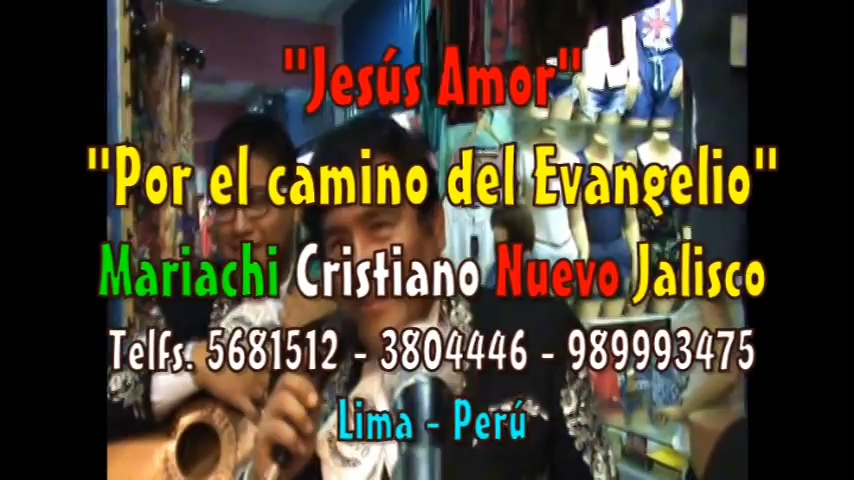 "Jesús Amor"
"Por el camino del Evangelio"
Mariachi Cristiano Nuevo Jalisco
Telfs. 5681512 - 3804446 - 989993475
Lima - Perú